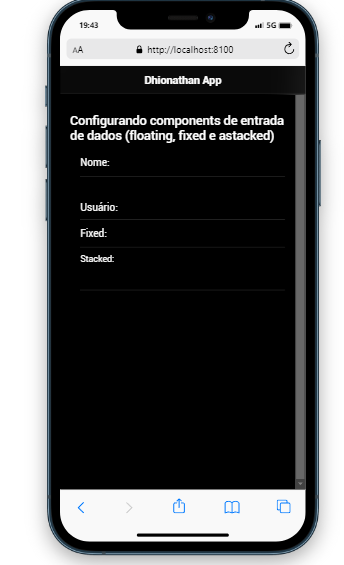 19:43
5G
AA
http://localhost:8100
Dhionathan App
Configurando components de entrada
de dados (floating, fixed e astacked)
Nome:
Usuário:
Fixed:
Stacked: